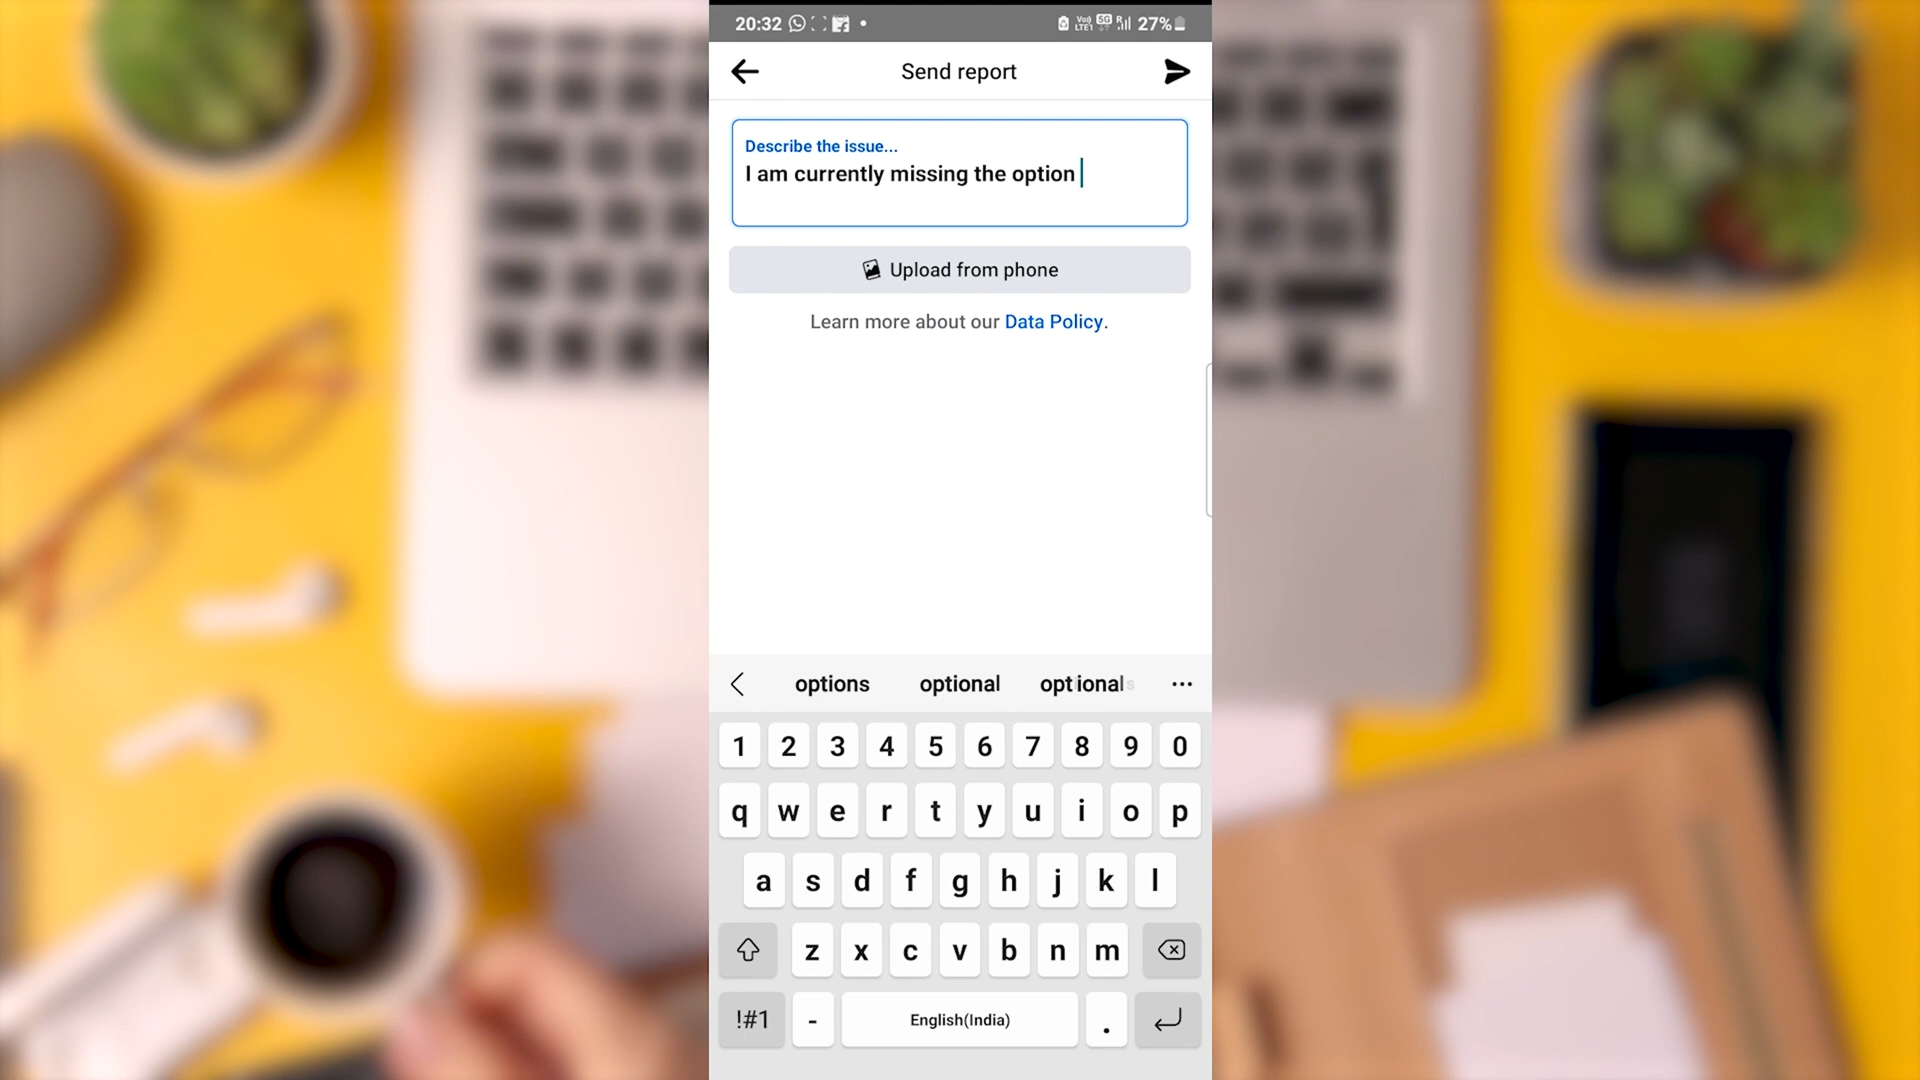 20:32 27%
Send report
Describe the issue...
I am currently missing the option
Upload from phone
Learn more about our Data Policy.
options optional optionals
1 2 3 4 5 6 7 8 9 0
q w e r t y u i o p
a s d f g h j k l
z x c v b n m
!#1 - English(India) .